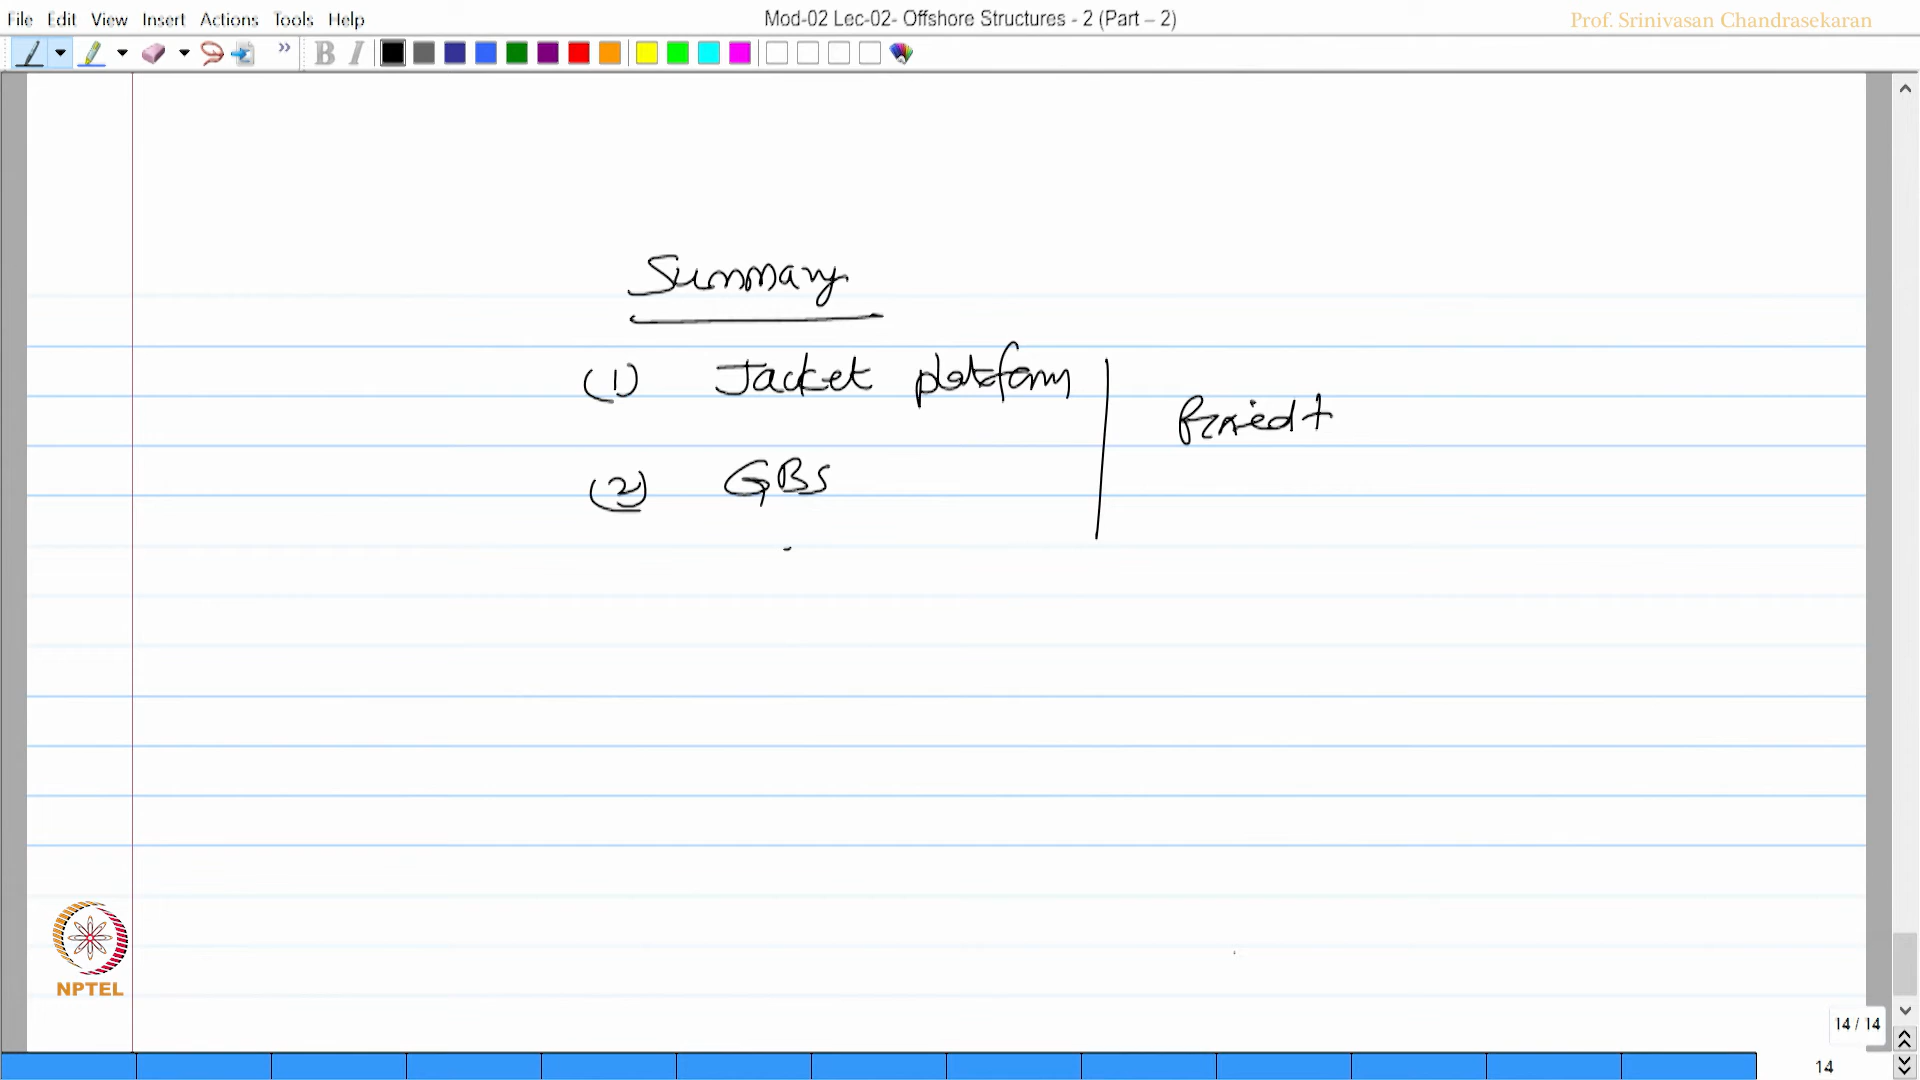 File Edit View Insert Actions Tools Help
Mod-02 Lec-02- Offshore Structures - 2 (Part – 2)
Prof. Srinivasan Chandrasekaran
» B I
Summary
(1) Jacket platform
fixed +
(2) GBS
NPTEL
14 / 14
14